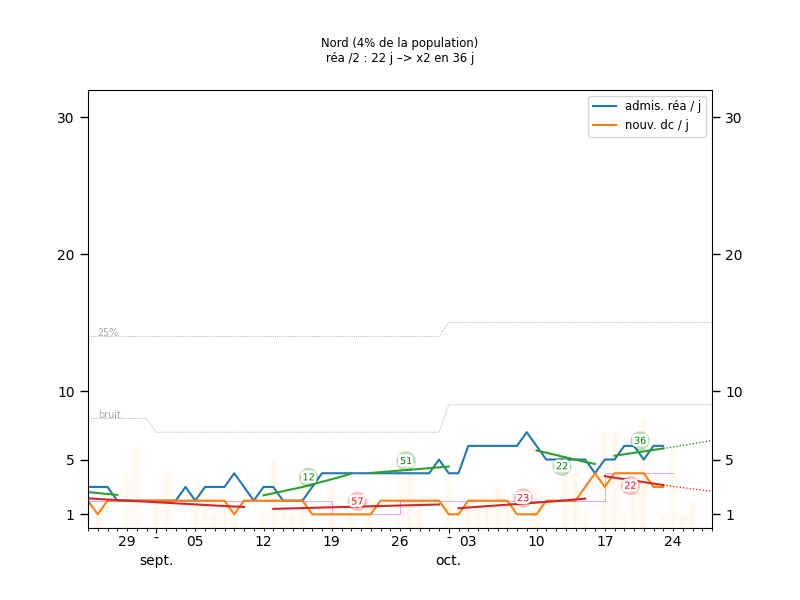 Nord (4% de la population)
réa /2 : 22 j –> x2 en 36 j
admis. réa / j
nouv. dc / j
30
30
20
20
25%
bruit
10
10
36
51
12
22
5
5
57
23
22
1
1
29 - 05 12 19 26 - 03 10 17 24
sept. oct.